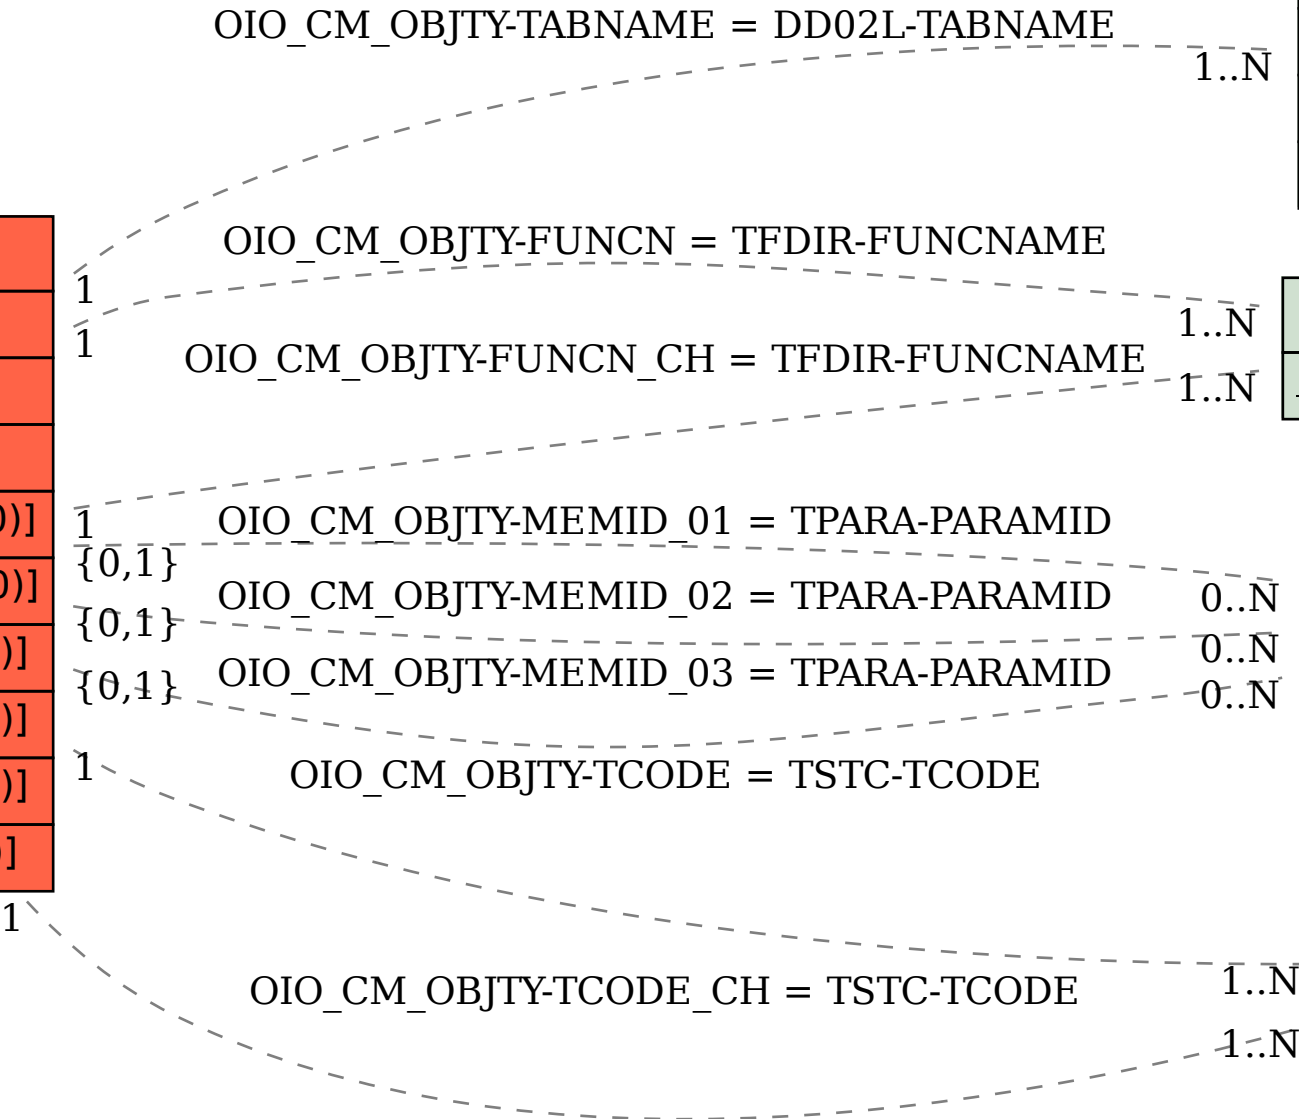 OIO_CM_OBJTY-TABNAME = DD02L-TABNAME
1..N
1
OIO_CM_OBJTY-FUNCN = TFDIR-FUNCNAME
1..N
1
OIO_CM_OBJTY-FUNCN_CH = TFDIR-FUNCNAME
1..N
1
OIO_CM_OBJTY-MEMID_01 = TPARA-PARAMID
{0,1}
0..N
OIO_CM_OBJTY-MEMID_02 = TPARA-PARAMID
{0,1}
0..N
OIO_CM_OBJTY-MEMID_03 = TPARA-PARAMID
{0,1}
0..N
1
OIO_CM_OBJTY-TCODE = TSTC-TCODE
1..N
1
OIO_CM_OBJTY-TCODE_CH = TSTC-TCODE
1..N
0)]
0)]
)]
)]
)]
)]